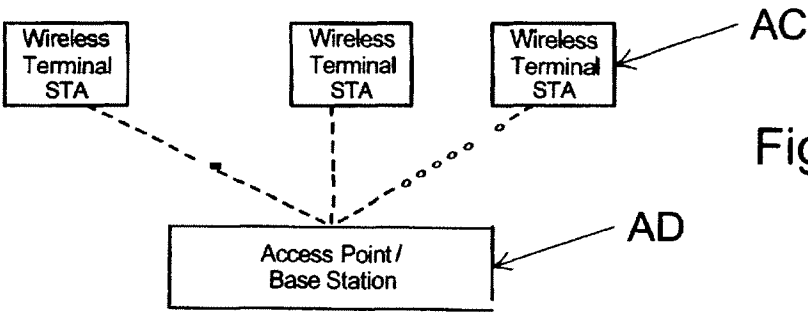 Wireless
Terminal
STA
Wireless
Terminal
STA
Wireless
Terminal
STA
AC
Fig
AD
Access Point /
Base Station